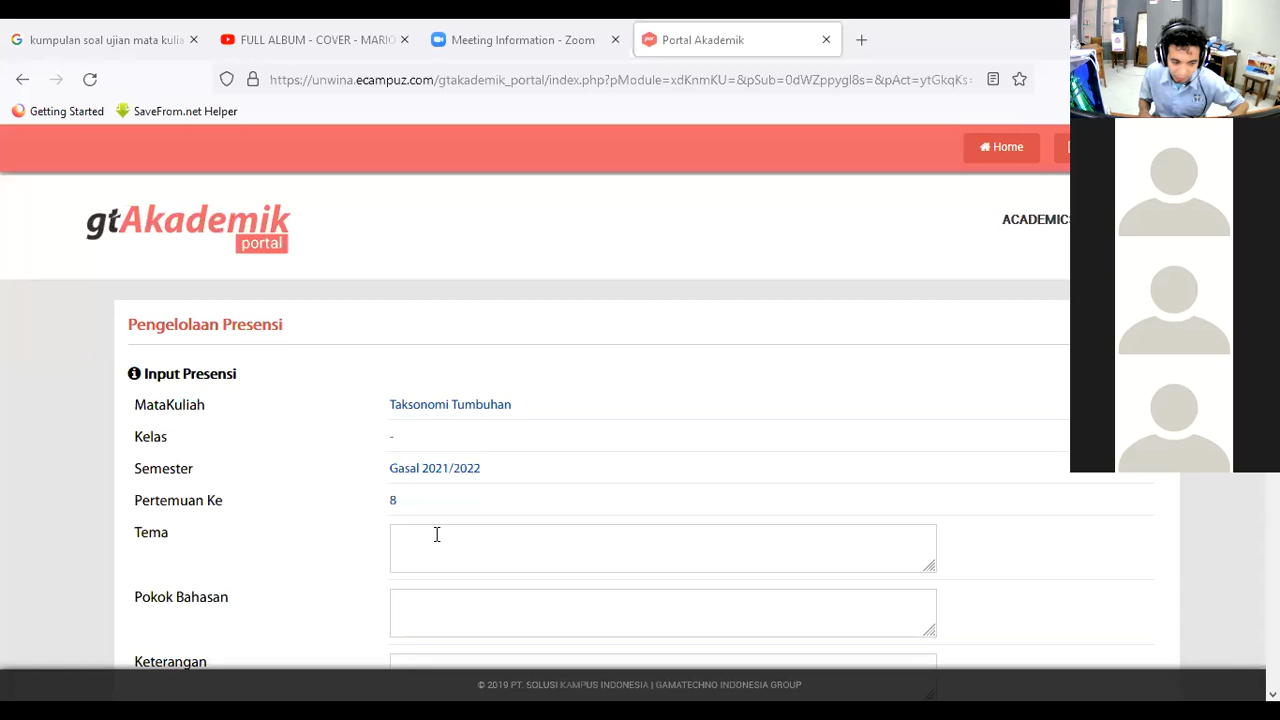 kumpulan soal ujian mata kulia
FULL ALBUM - COVER - MARI
Meeting Information - Zoom
Portal Akademik
https://unwina.ecampuz.com/gtakademik_portal/index.php?pModule=xdKnmKU=&pSub=0dWZppygl8s=&pAct=ytGkqKs=
Getting Started
SaveFrom.net Helper
Home
gtAkademik
portal
ACADEMIC
Pengelolaan Presensi
Input Presensi
MataKuliah Taksonomi Tumbuhan
Kelas -
Semester Gasal 2021/2022
Pertemuan Ke 8
Tema
Pokok Bahasan
Keterangan
© 2019 PT. SOLUSI KAMPUS INDONESIA | GAMATECHNO INDONESIA GROUP